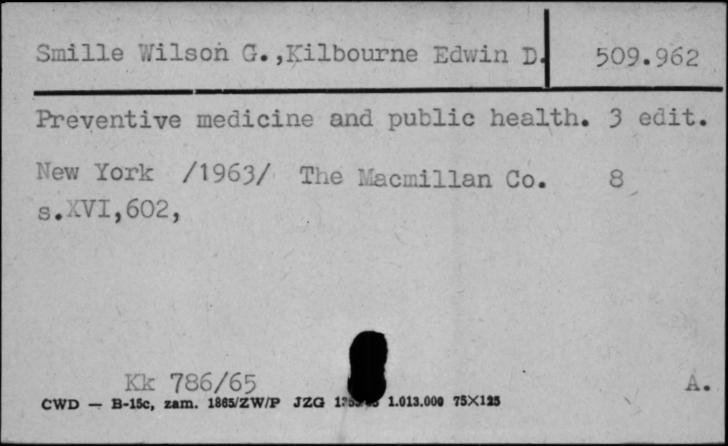 Smille Wilson G.,Kilbourne Edwin D. 509.962
Preventive medicine and public health. 3 edit.
New York /1963/ The Macmillan Co. 8
s.XVI,602,
Kk 786/65 A.
CWD — B-15c, zam. 1865/ZW/P JZG 1.013.000 75X125